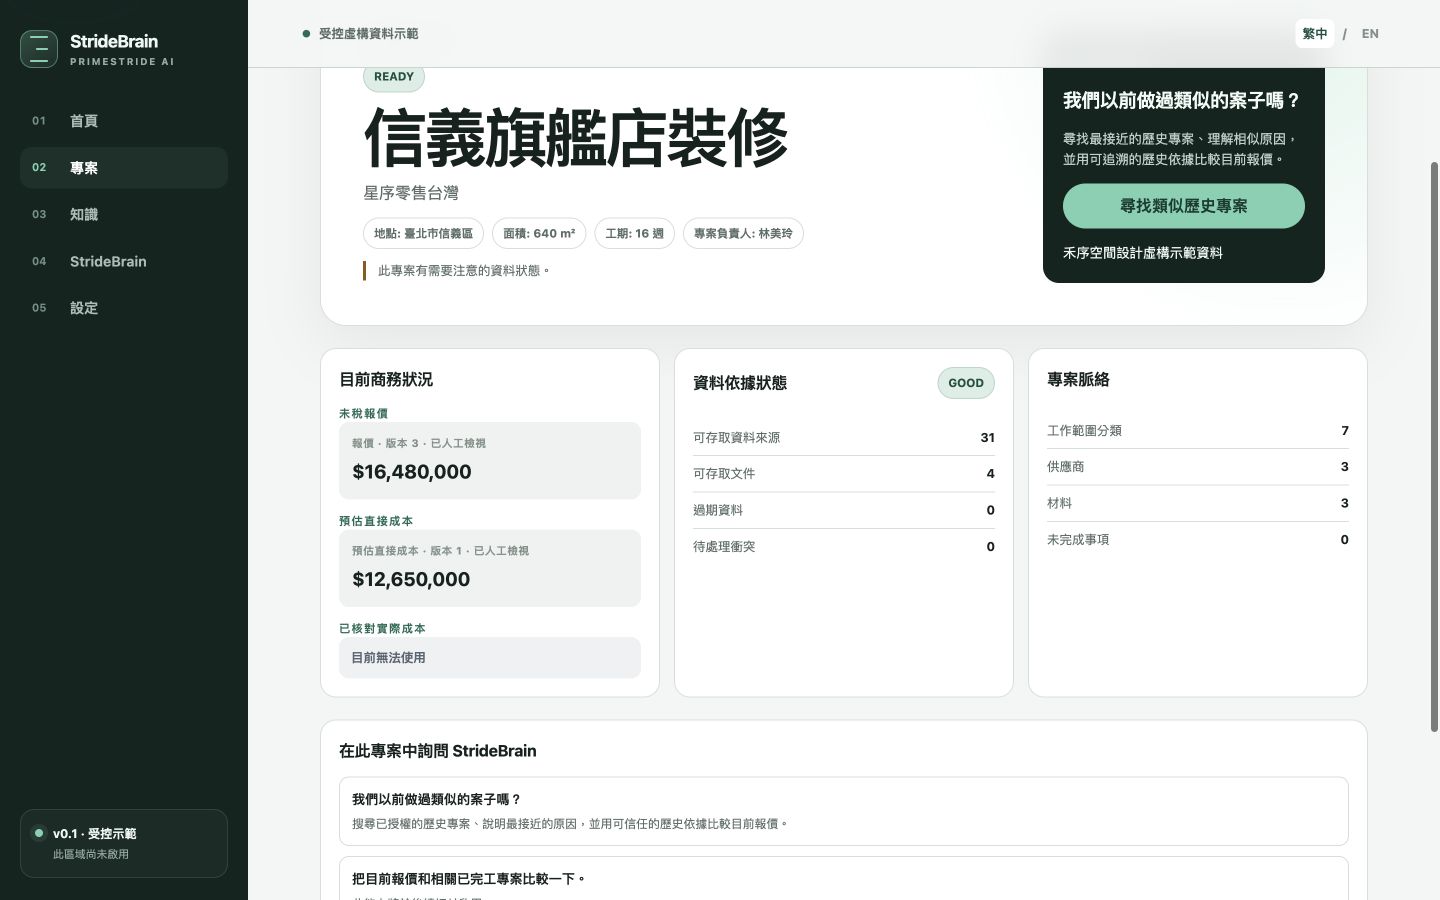 StrideBrain
PRIMESTRIDE AI
01 首頁
02 專案
03 知識
04 StrideBrain
05 設定
v0.1 · 受控示範
此區域尚未啟用
受控虛構資料示範
繁中 / EN
READY
信義旗艦店裝修
星序零售台灣
地點: 臺北市信義區
面積: 640 m²
工期: 16 週
專案負責人: 林美玲
此專案有需要注意的資料狀態。
我們以前做過類似的案子嗎？
尋找最接近的歷史專案、理解相似原因，
並用可追溯的歷史依據比較目前報價。
尋找類似歷史專案
禾序空間設計虛構示範資料
目前商務狀況
未稅報價
報價 · 版本 3 · 已人工檢視
$16,480,000
預估直接成本
預估直接成本 · 版本 1 · 已人工檢視
$12,650,000
已核對實際成本
目前無法使用
資料依據狀態
GOOD
可存取資料來源 31
可存取文件 4
過期資料 0
待處理衝突 0
專案脈絡
工作範圍分類 7
供應商 3
材料 3
未完成事項 0
在此專案中詢問 StrideBrain
我們以前做過類似的案子嗎？
搜尋已授權的歷史專案、說明最接近的原因，並用可信任的歷史依據比較目前報價。
把目前報價和相關已完工專案比較一下。